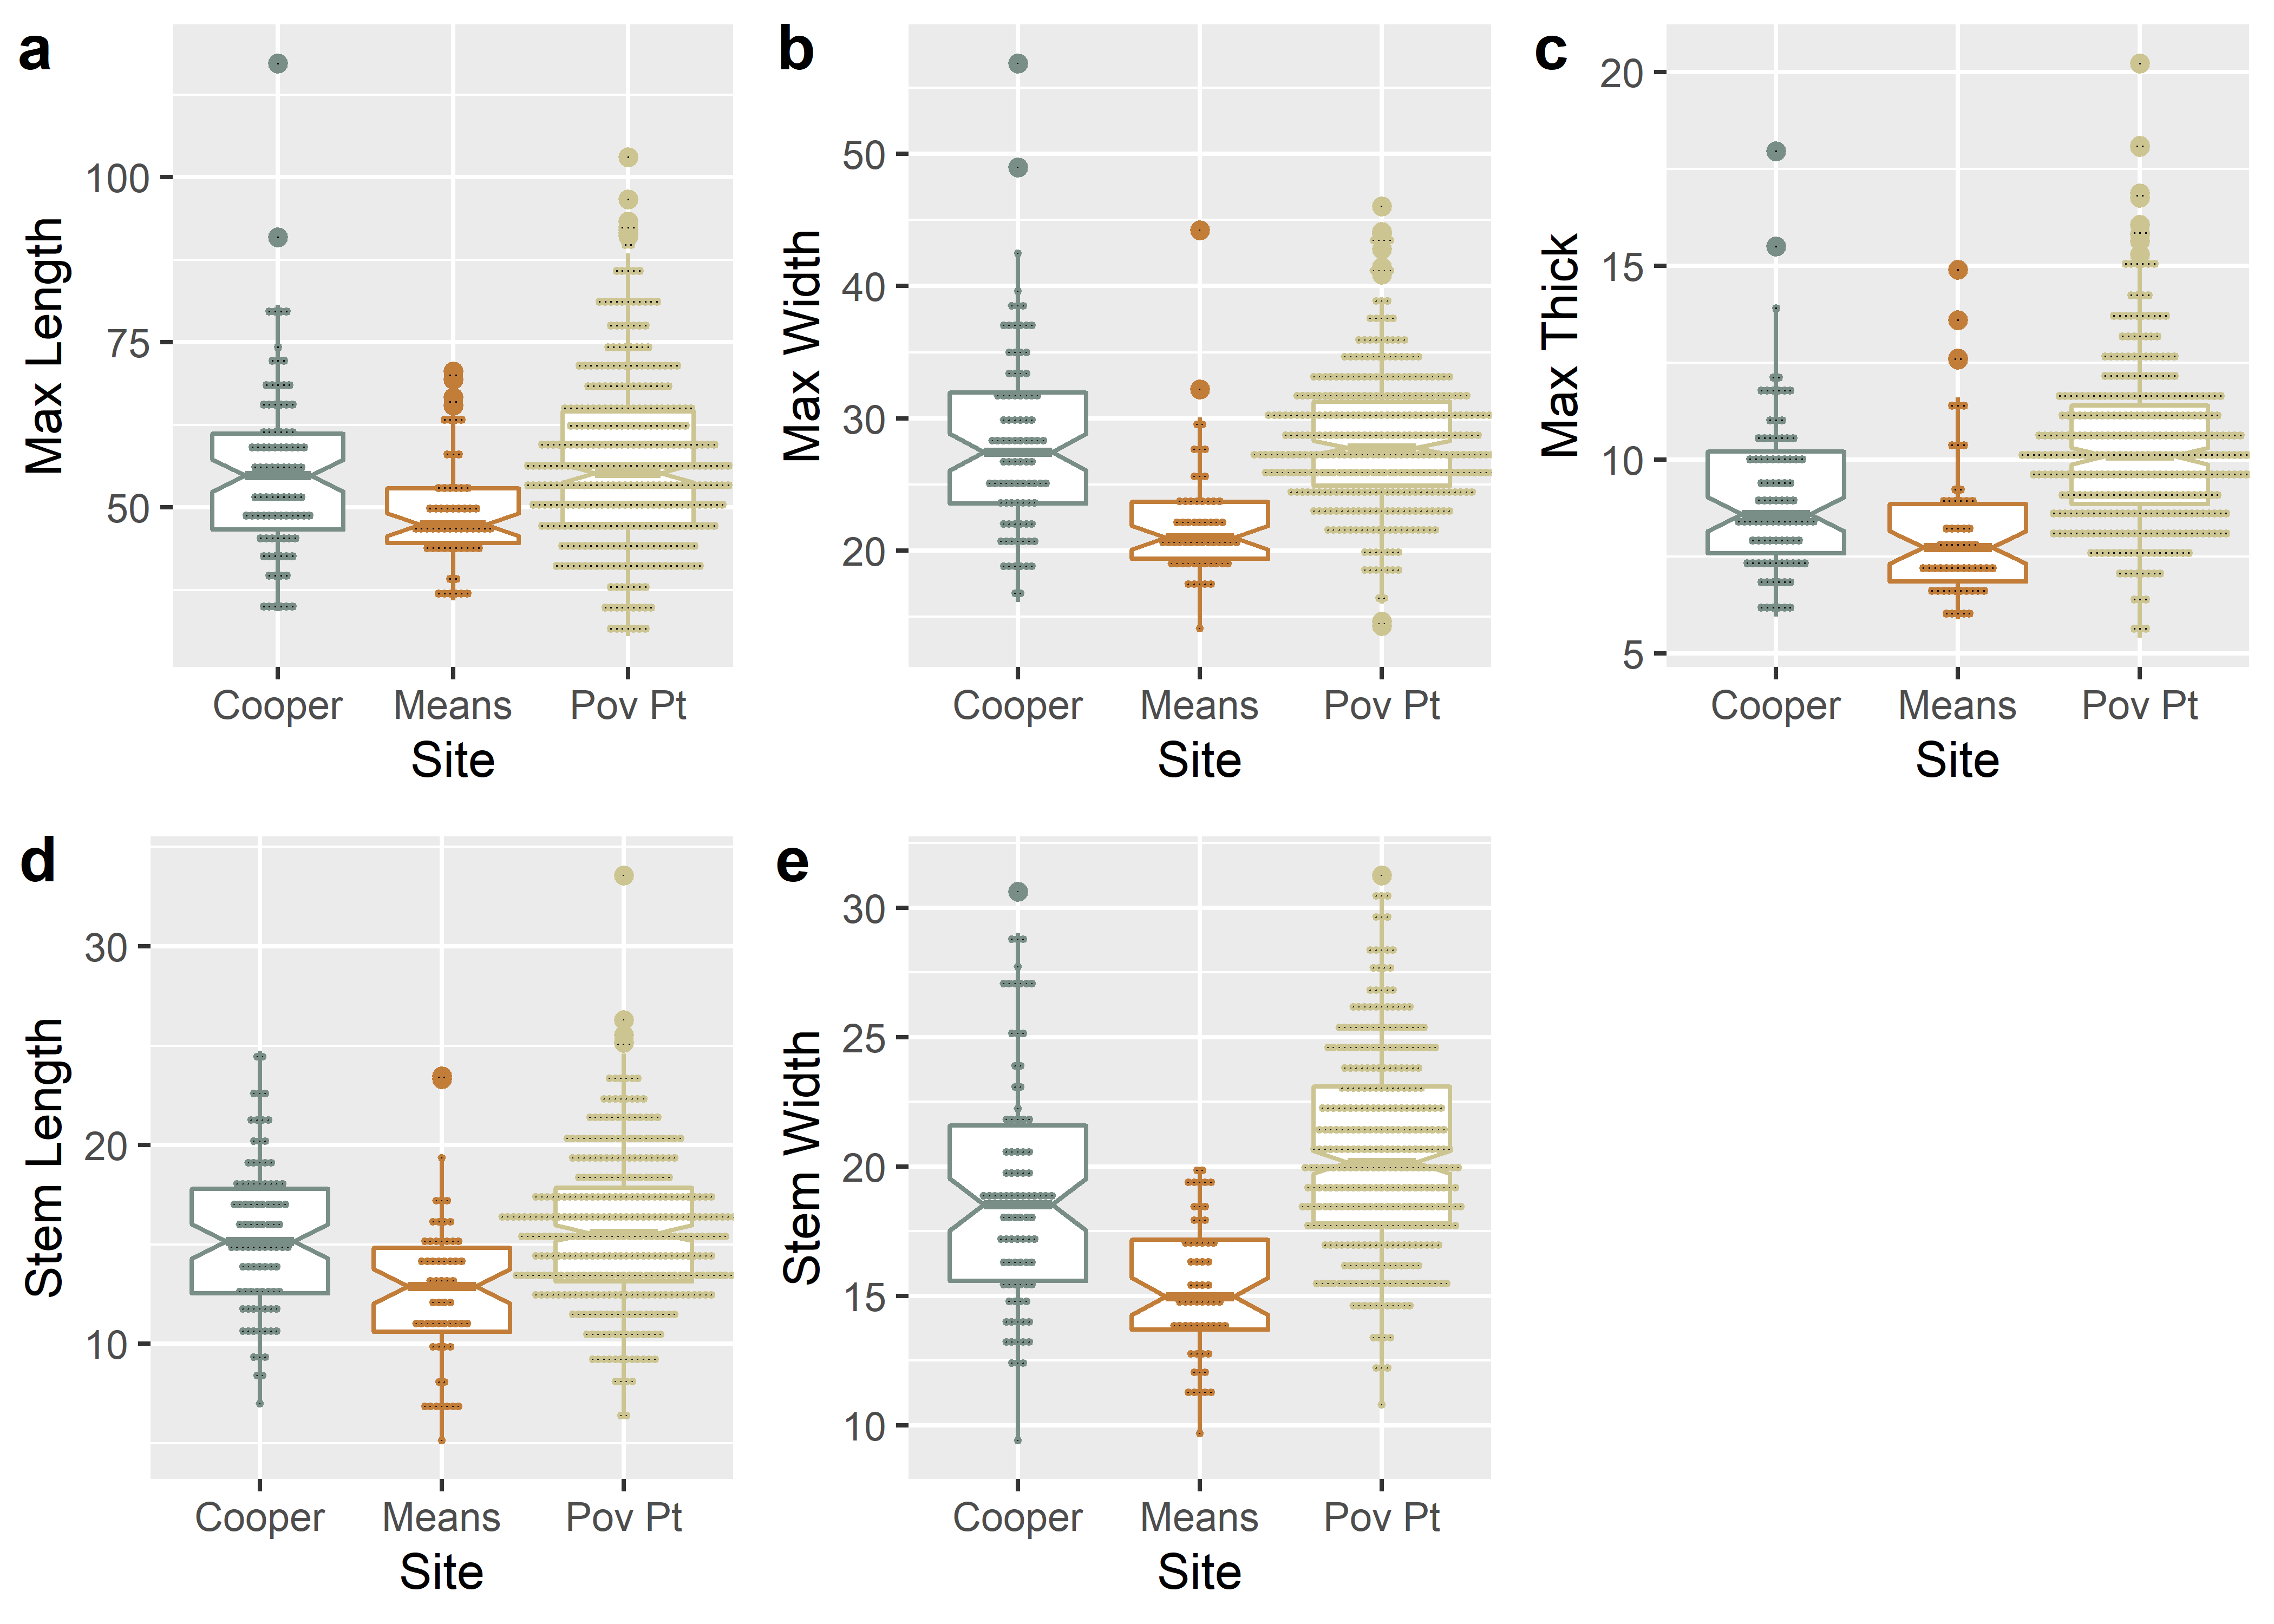 a
Max Length
100
75
50
Cooper Means Pov Pt
Site
b
Max Width
50
40
30
20
Cooper Means Pov Pt
Site
c
Max Thick
20
15
10
5
Cooper Means Pov Pt
Site
d
Stem Length
30
20
10
Cooper Means Pov Pt
Site
e
Stem Width
30
25
20
15
10
Cooper Means Pov Pt
Site